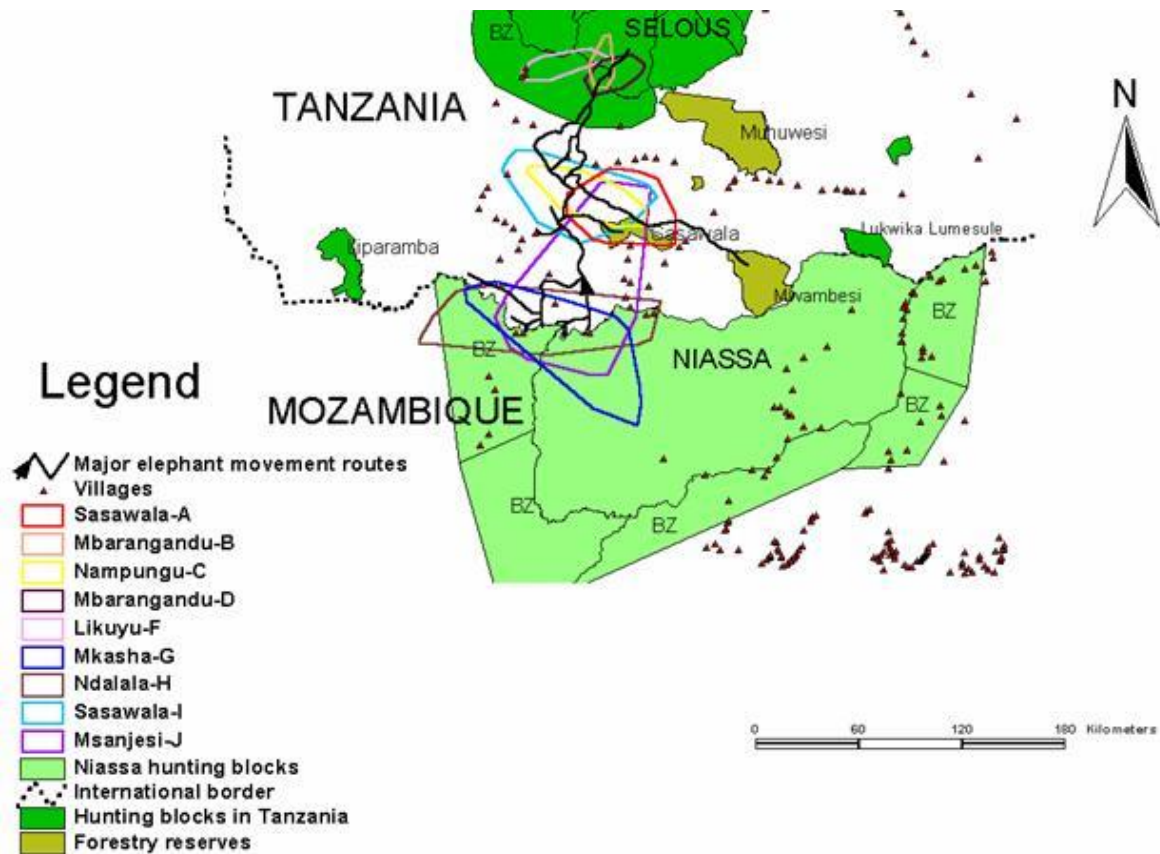 BZ
SELOUS
TANZANIA
N
Muhuwesi
Liparamba
Sasawala
Lukwika Lumesule
Mwambesi
BZ
BZ
NIASSA
MOZAMBIQUE
BZ
BZ
BZ
Legend
Major elephant movement routes
Villages
Sasawala-A
Mbarangandu-B
Nampungu-C
Mbarangandu-D
Likuyu-F
Mkasha-G
Ndalala-H
Sasawala-I
Msanjesi-J
Niassa hunting blocks
International border
Hunting blocks in Tanzania
Forestry reserves
0 60 120 180 Kilometers